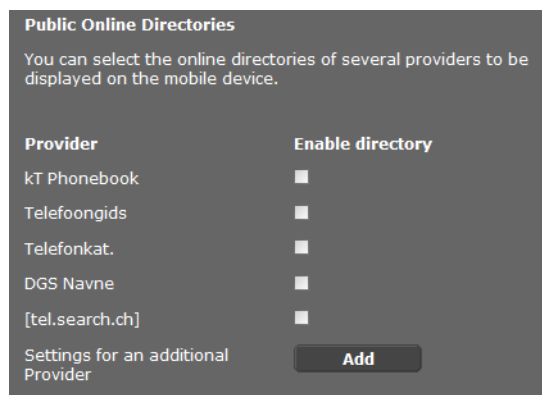 Public Online Directories
You can select the online directories of several providers to be
displayed on the mobile device.
Provider Enable directory
kT Phonebook
Telefoongids
Telefonkat.
DGS Navne
[tel.search.ch]
Settings for an additional
Provider
Add